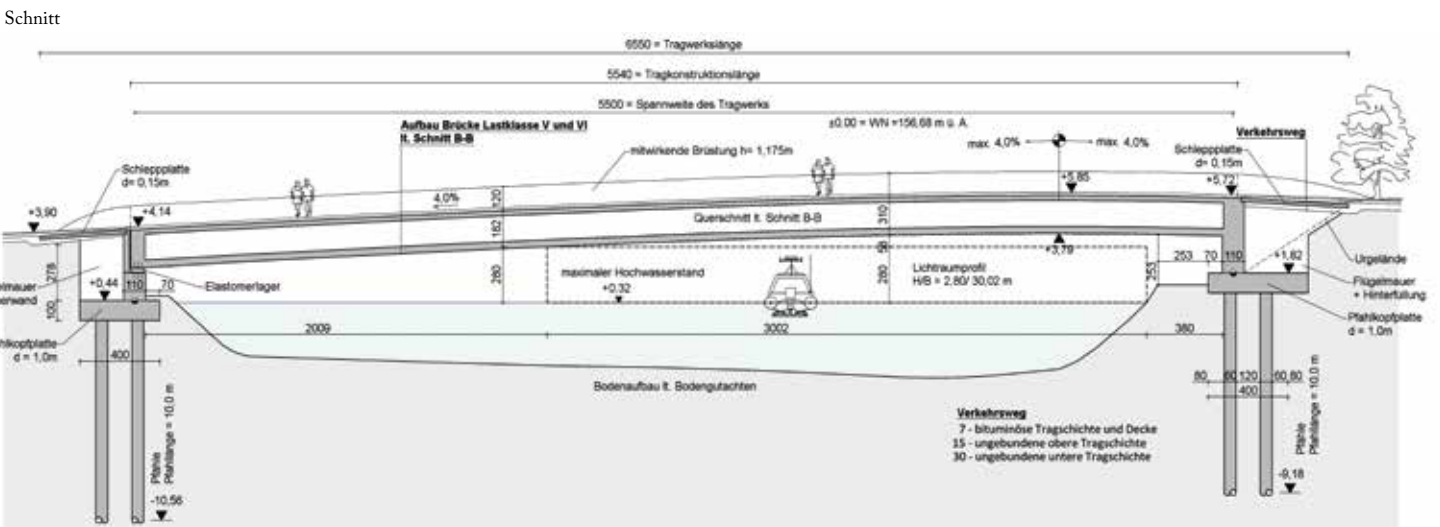 Schnitt
6550 = Tragwerkslänge
5540 = Tragkonstruktionslänge
5500 = Spannweite des Tragwerks
Aufbau Brücke Lastklasse V und VI
lt. Schnitt B-B
±0.00 = WN =156,68 m ü. A.
mitwirkende Brüstung h= 1,175m
max. 4,0%
max. 4,0%
Verkehrsweg
Schleppplatte
d= 0,15m
Schleppplatte
d= 0,15m
+3,90
+4,14
4,0%
120
182
280
Querschnitt lt. Schnitt B-B
310
280
+5,85
+5,72
+3,79
maximaler Hochwasserstand
+0,32
Lichtraumprofil
H/B = 2,80/ 30,02 m
253
253
70
110
+1,82
Urgelände
Flügelmauer
+ Hinterfüllung
Pfahlkopfplatte
d = 1,0m
278
100
+0,44
110
70
Elastomerlager
elmauer
erwand
hlkopfplatte
d = 1,0m
400
2009
3002
380
Bodenaufbau lt. Bodengutachten
80
60
120
60
80
400
Verkehrsweg
7 - bituminöse Tragschichte und Decke
15 - ungebundene obere Tragschichte
30 - ungebundene untere Tragschichte
Pfähle
Pfahllänge = 10,0 m
-10,56
Pfähle
Pfahllänge = 10,0 m
-9,18